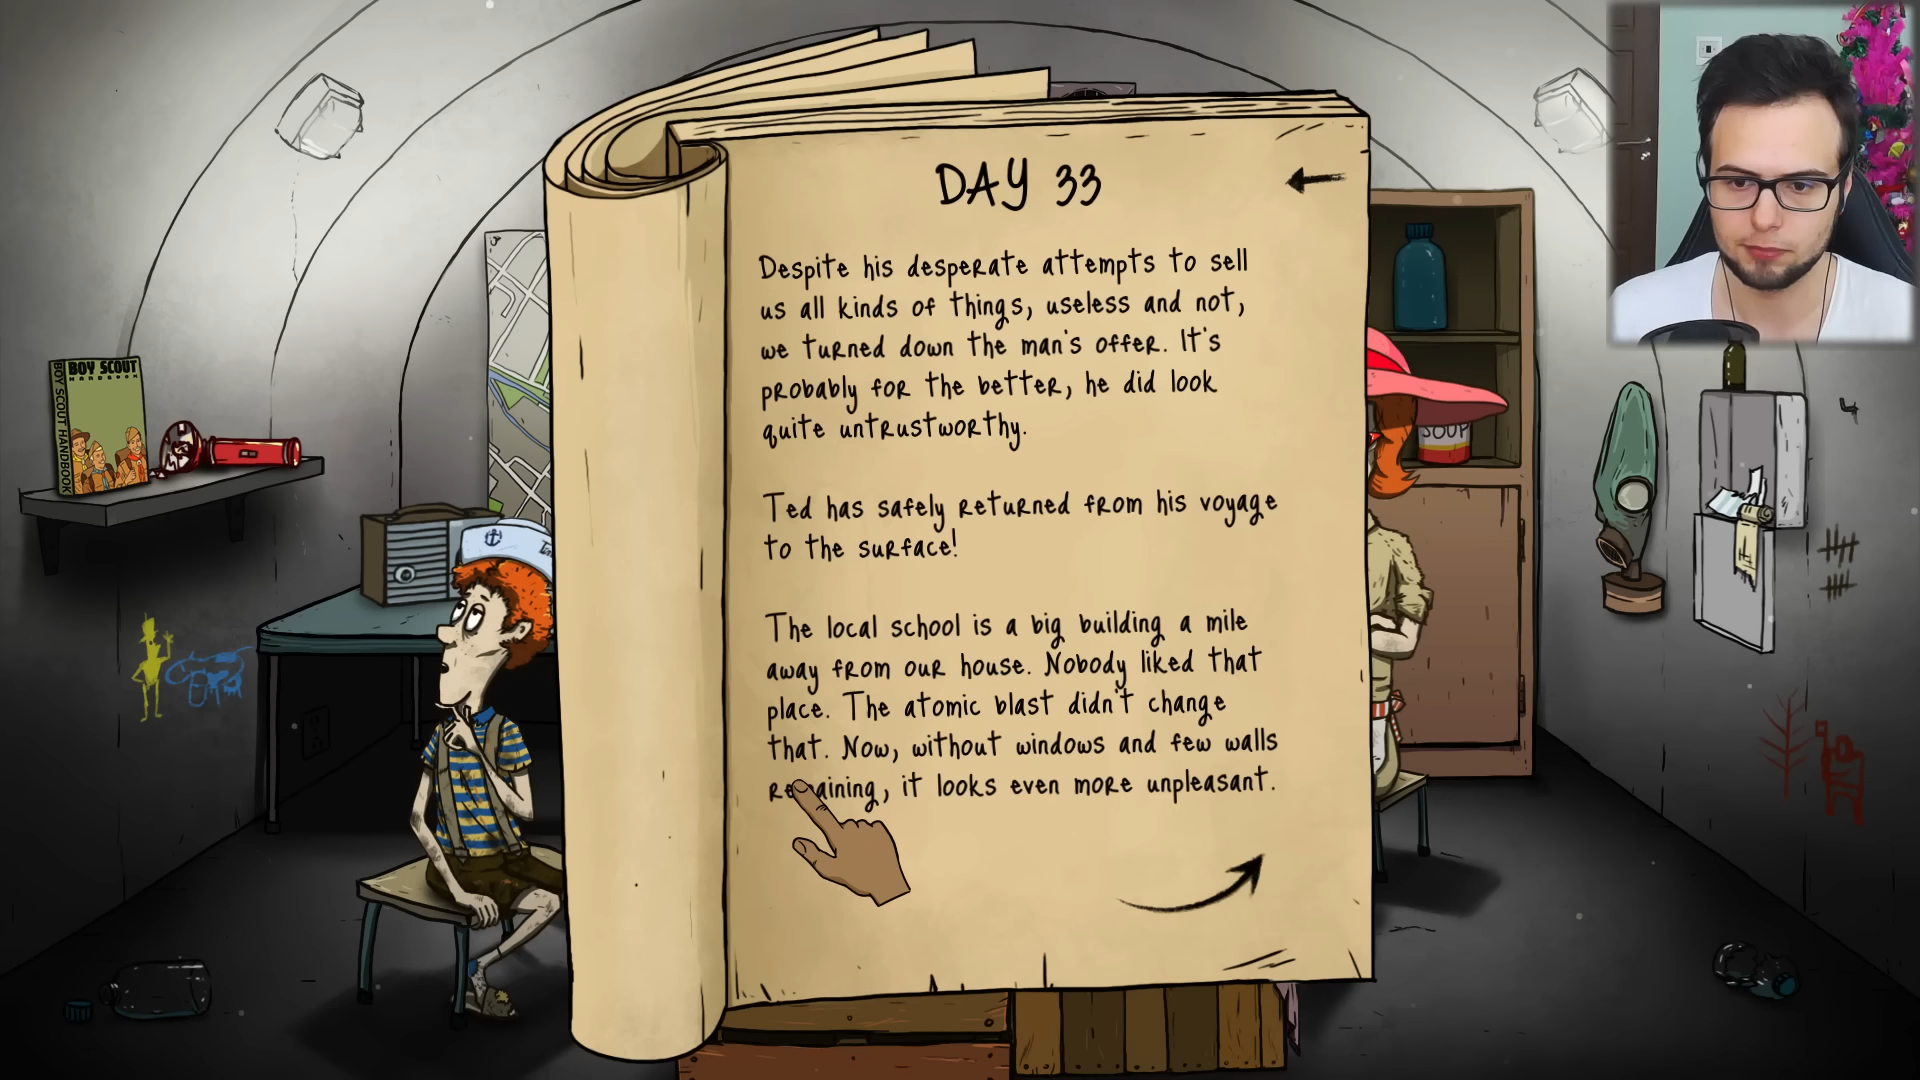 DAY 33
Despite his desperate attempts to sell
us all kinds of things, useless and not,
we turned down the man's offer. It's
probably for the better, he did look
quite untrustworthy.
Ted has safely returned from his voyage
to the surface!
The local school is a big building a mile
away from our house. Nobody liked that
place. The atomic blast didn't change
that. Now, without windows and few walls
remaining, it looks even more unpleasant.
BOY SCOUT
HANDBOOK
BOY SCOUT HANDBOOK
SOUP